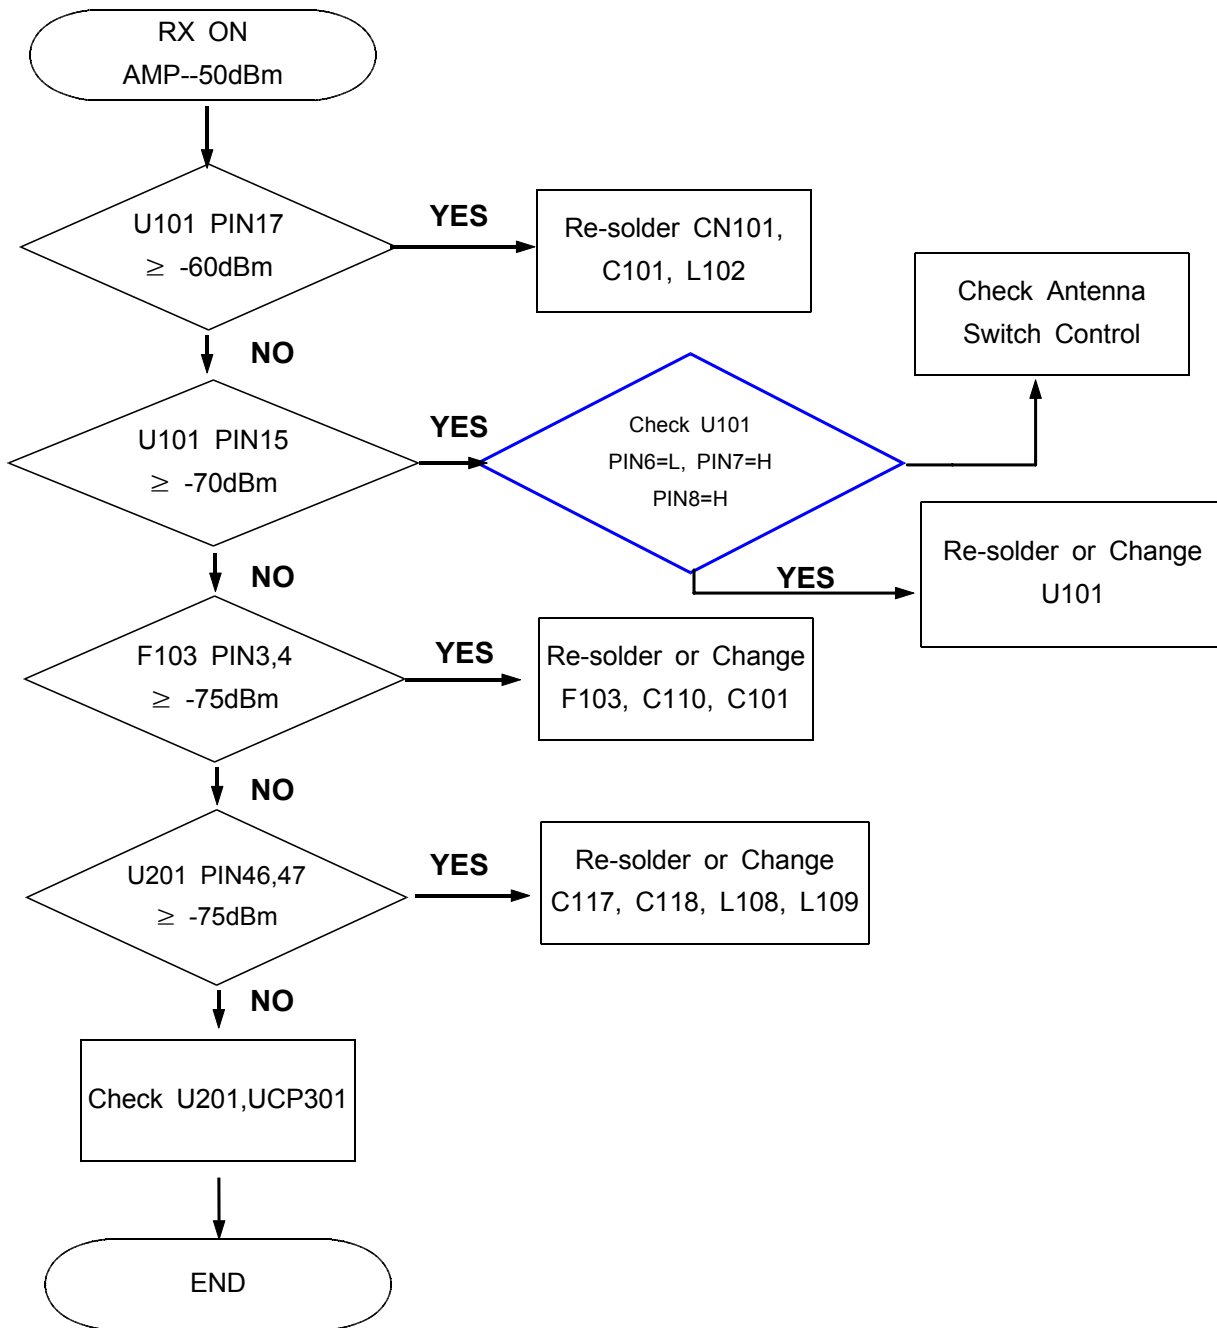 RX ON
AMP--50dBm
U101 PIN17
≥ -60dBm
YES
Re-solder CN101,
C101, L102
NO
Check Antenna
Switch Control
U101 PIN15
≥ -70dBm
YES
Check U101
PIN6=L, PIN7=H
PIN8=H
YES
Re-solder or Change
U101
NO
F103 PIN3,4
≥ -75dBm
YES
Re-solder or Change
F103, C110, C101
NO
U201 PIN46,47
≥ -75dBm
YES
Re-solder or Change
C117, C118, L108, L109
NO
Check U201,UCP301
END